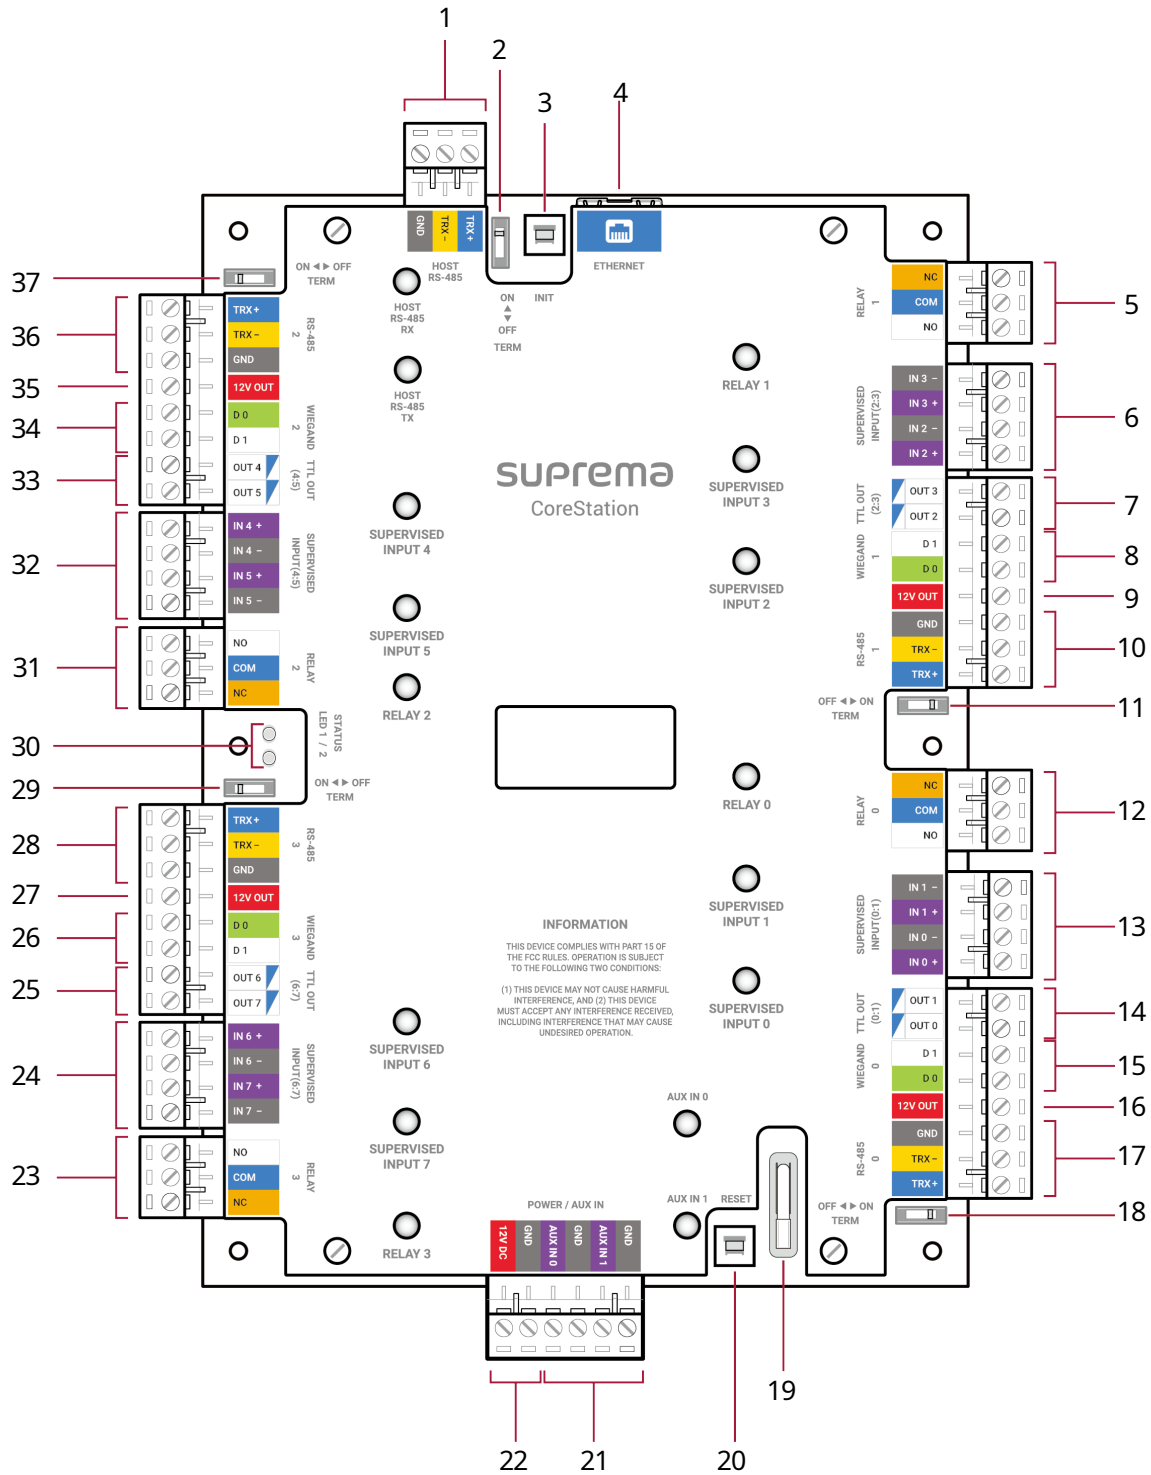 1
2
3
4
GND
TRX -
TRX +
HOST
RS-485
ON ◀ ▶ OFF
TERM
HOST
RS-485
RX
HOST
RS-485
TX
ON
▲
▼
OFF
TERM
INIT
ETHERNET
37
36
35
34
33
32
31
30
29
28
27
26
25
24
23
TRX +
TRX -
GND
RS-485
2
12V OUT
D 0
D 1
WIEGAND
2
OUT 4
OUT 5
TTL OUT
(4:5)
IN 4 +
IN 4 -
IN 5 +
IN 5 -
SUPERVISED
INPUT(4:5)
NO
COM
NC
RELAY
2
STATUS
LED 1 / 2
ON ◀ ▶ OFF
TERM
TRX +
TRX -
GND
RS-485
3
12V OUT
D 0
D 1
WIEGAND
3
OUT 6
OUT 7
TTL OUT
(6:7)
IN 6 +
IN 6 -
IN 7 +
IN 7 -
SUPERVISED
INPUT(6:7)
NO
COM
NC
RELAY
3
suprema
CoreStation
RELAY 1
SUPERVISED
INPUT 3
SUPERVISED
INPUT 4
SUPERVISED
INPUT 2
SUPERVISED
INPUT 5
RELAY 2
RELAY 0
SUPERVISED
INPUT 1
SUPERVISED
INPUT 0
SUPERVISED
INPUT 6
SUPERVISED
INPUT 7
RELAY 3
INFORMATION
THIS DEVICE COMPLIES WITH PART 15 OF
THE FCC RULES. OPERATION IS SUBJECT
TO THE FOLLOWING TWO CONDITIONS:
(1) THIS DEVICE MAY NOT CAUSE HARMFUL
INTERFERENCE, AND (2) THIS DEVICE
MUST ACCEPT ANY INTERFERENCE RECEIVED,
INCLUDING INTERFERENCE THAT MAY CAUSE
UNDESIRED OPERATION.
AUX IN 0
AUX IN 1
RESET
POWER / AUX IN
12V DC
GND
AUX IN 0
GND
AUX IN 1
GND
RELAY
1
NC
COM
NO
5
SUPERVISED
INPUT(2:3)
IN 3 -
IN 3 +
IN 2 -
IN 2 +
6
TTL OUT
(2:3)
OUT 3
OUT 2
7
WIEGAND
1
D 1
D 0
8
12V OUT
9
RS-485
1
GND
TRX -
TRX +
10
OFF ◀ ▶ ON
TERM
11
RELAY
0
NC
COM
NO
12
SUPERVISED
INPUT(0:1)
IN 1 -
IN 1 +
IN 0 -
IN 0 +
13
TTL OUT
(0:1)
OUT 1
OUT 0
14
WIEGAND
0
D 1
D 0
15
12V OUT
16
RS-485
0
GND
TRX -
TRX +
17
OFF ◀ ▶ ON
TERM
18
19
22
21
20